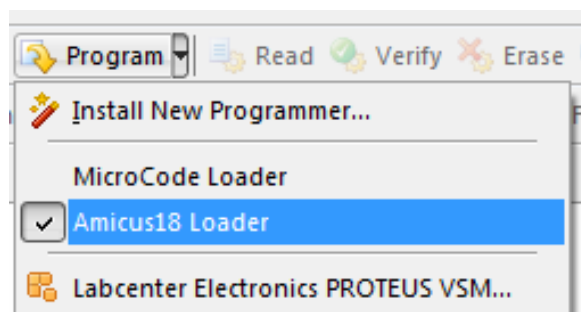 Program Read Verify Erase
Install New Programmer...
MicroCode Loader
Amicus18 Loader
Labcenter Electronics PROTEUS VSM...